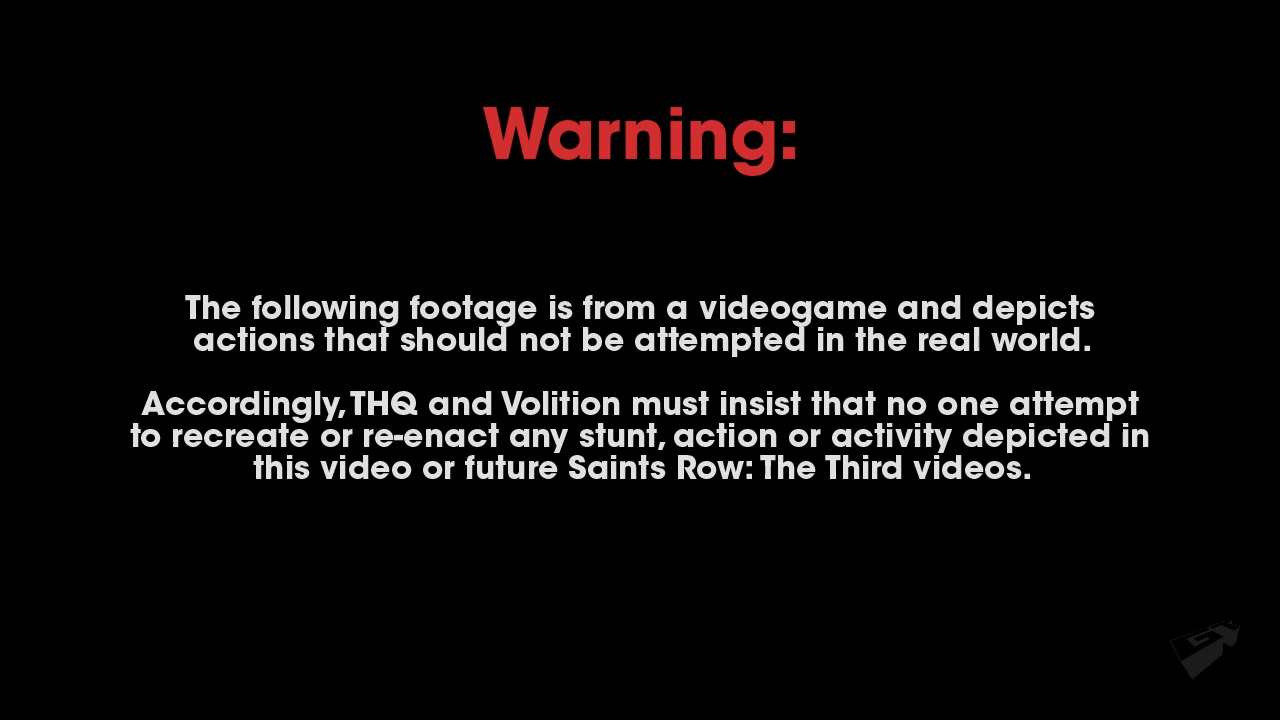 Warning:
The following footage is from a videogame and depicts
actions that should not be attempted in the real world.
Accordingly, THQ and Volition must insist that no one attempt
to recreate or re-enact any stunt, action or activity depicted in
this video or future Saints Row: The Third videos.